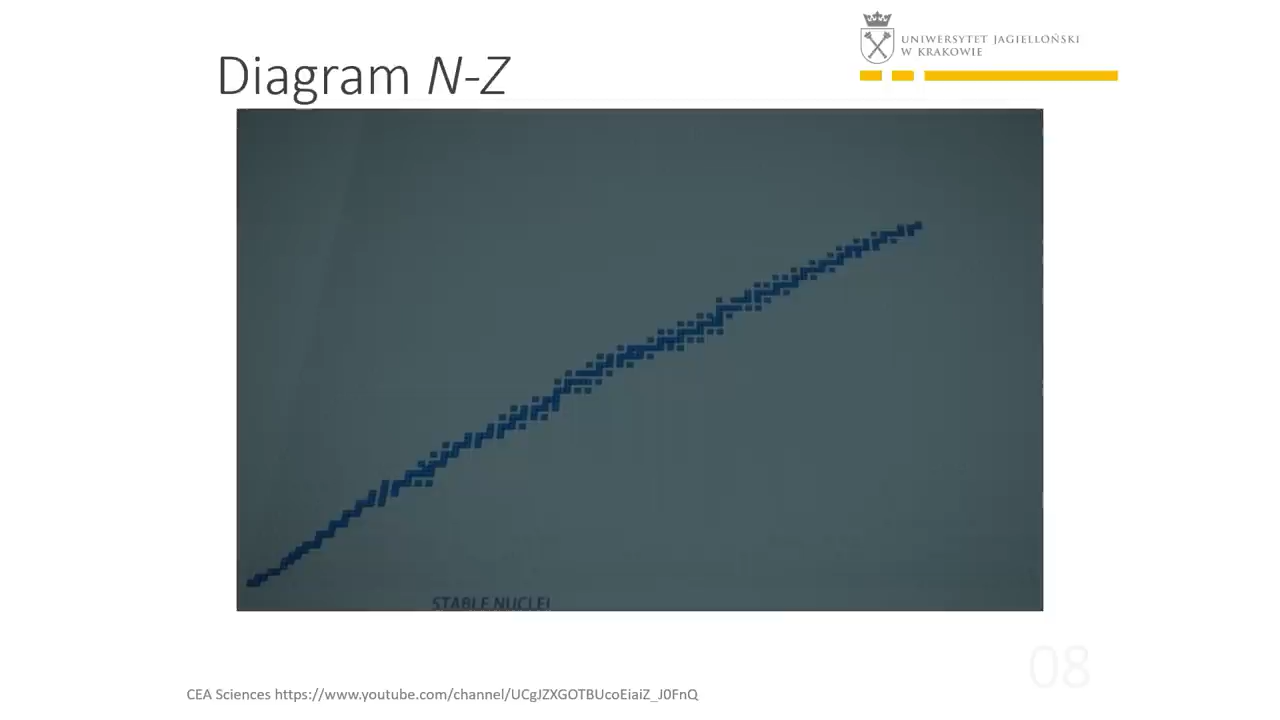 UNIWERSYTET JAGIELLOŃSKI
W KRAKOWIE
Diagram N-Z
STABLE NUCLEI
08
CEA Sciences https://www.youtube.com/channel/UCgJZXGOTBUcoEiaiZ_J0FnQ